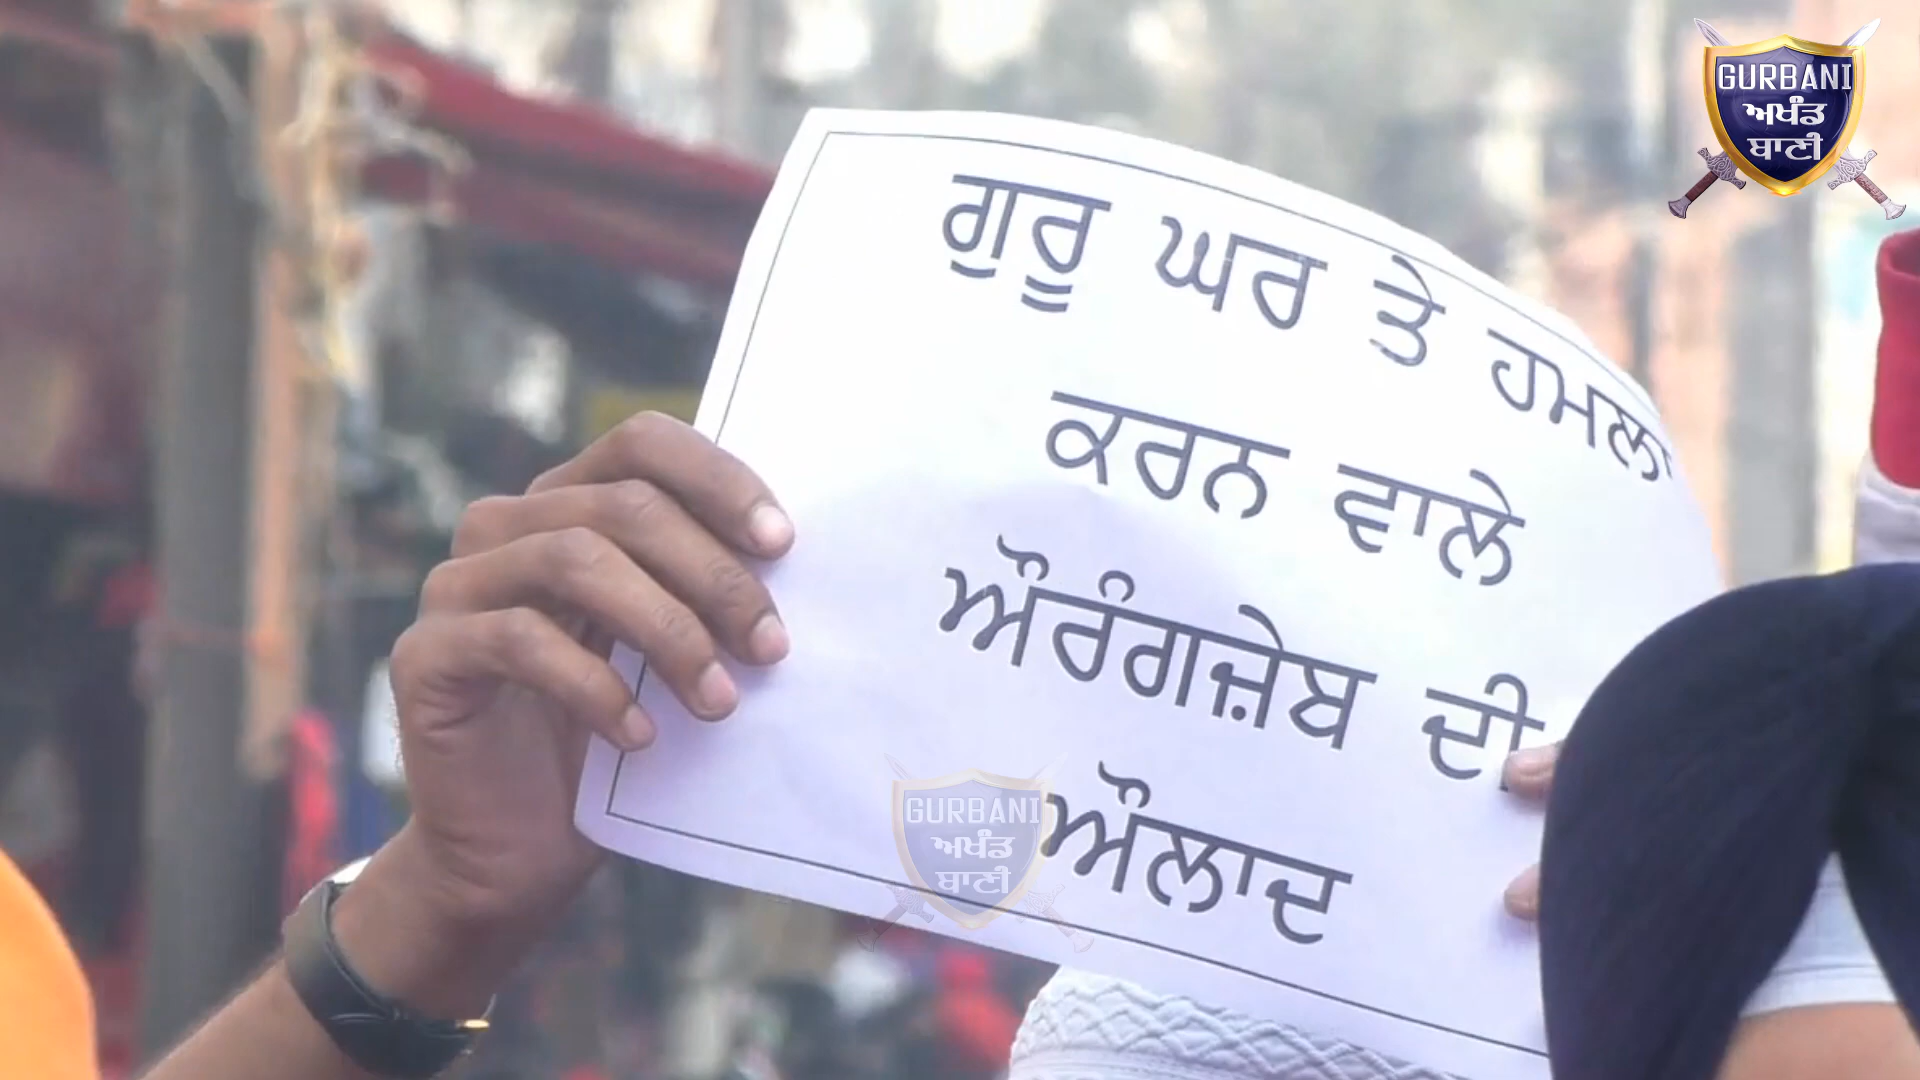 GURBANI
ਅਖੰਡ
ਬਾਣੀ
ਗੁਰੂ ਘਰ ਤੇ ਹਮਲਾ
ਕਰਨ ਵਾਲੇ
ਔਰੰਗਜ਼ੇਬ ਦੀ
ਔਲਾਦ
GURBANI
ਅਖੰਡ
ਬਾਣੀ